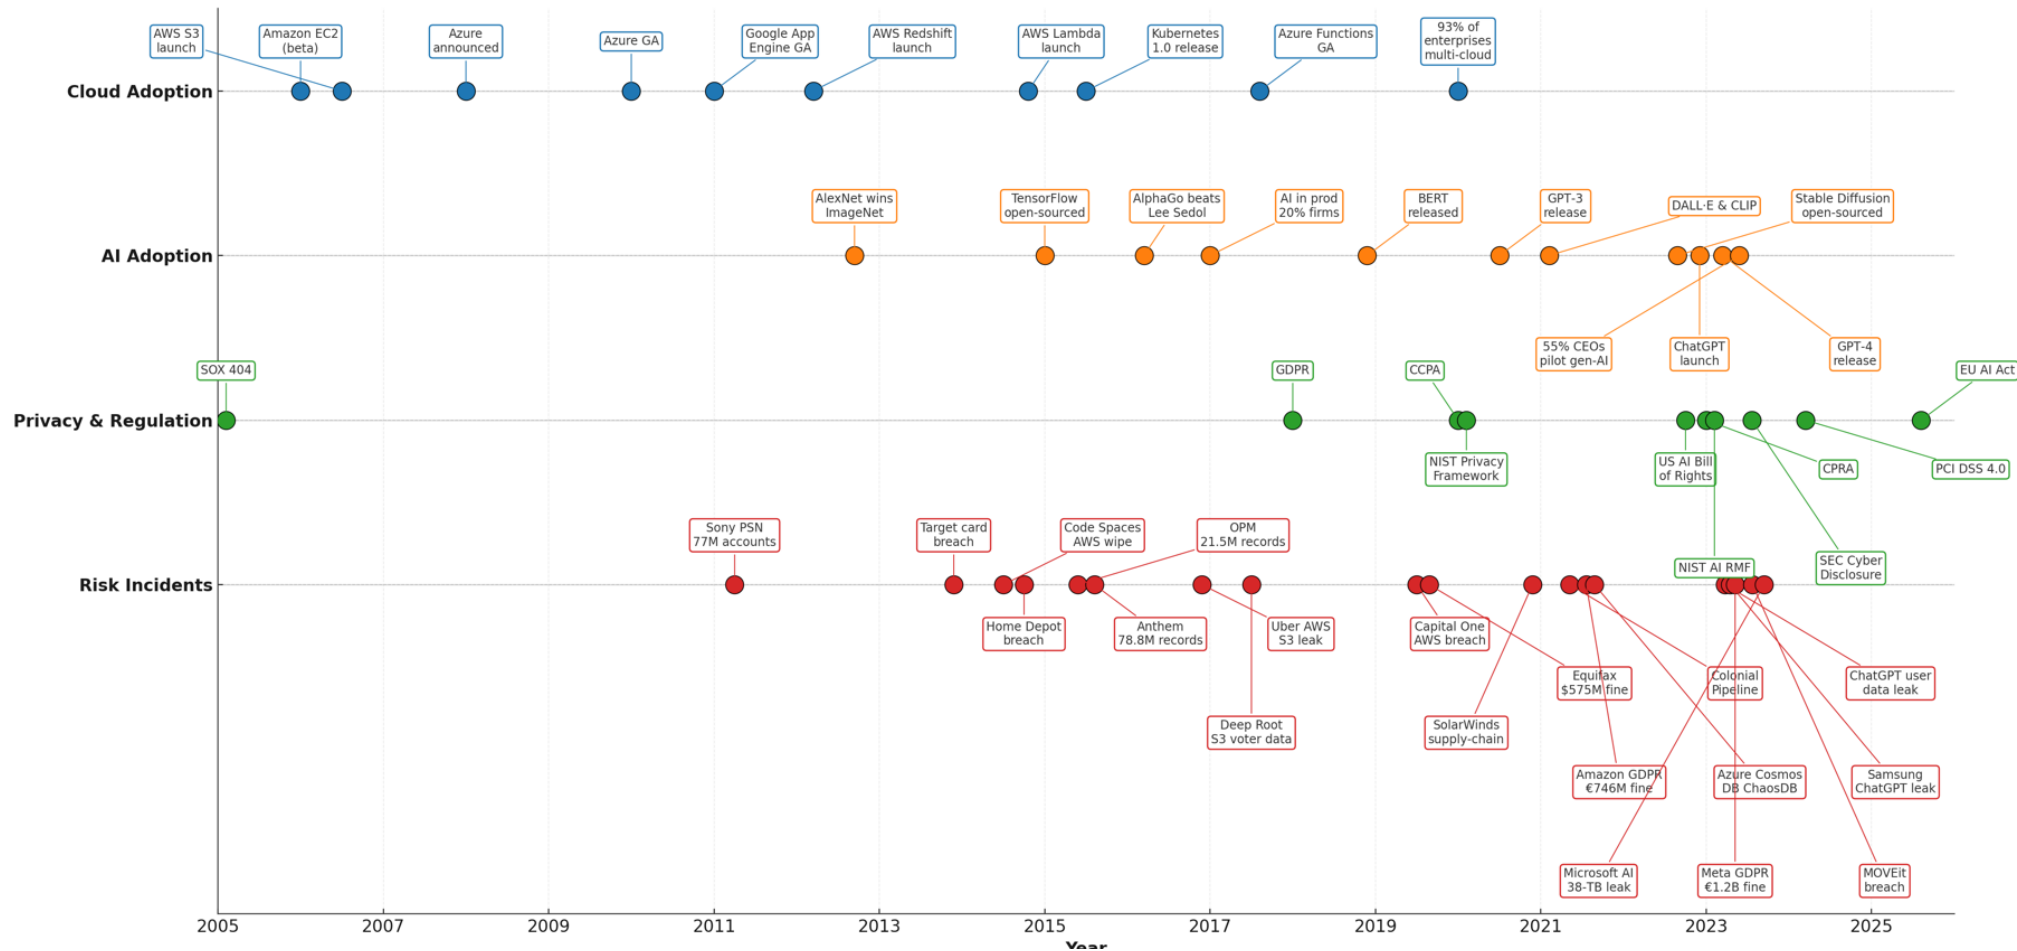 AWS S3
launch
Amazon EC2
(beta)
Azure
announced
Azure GA
Google App
Engine GA
AWS Redshift
launch
AWS Lambda
launch
Kubernetes
1.0 release
Azure Functions
GA
93% of
enterprises
multi-cloud
Cloud Adoption
AlexNet wins
ImageNet
TensorFlow
open-sourced
AlphaGo beats
Lee Sedol
AI in prod
20% firms
BERT
released
GPT-3
release
DALL·E & CLIP
Stable Diffusion
open-sourced
AI Adoption
55% CEOs
pilot gen-AI
ChatGPT
launch
GPT-4
release
SOX 404
GDPR
CCPA
EU AI Act
Privacy & Regulation
NIST Privacy
Framework
US AI Bill
of Rights
CPRA
PCI DSS 4.0
NIST AI RMF
SEC Cyber
Disclosure
Sony PSN
77M accounts
Target card
breach
Code Spaces
AWS wipe
OPM
21.5M records
Risk Incidents
Home Depot
breach
Anthem
78.8M records
Uber AWS
S3 leak
Capital One
AWS breach
Equifax
$575M fine
Colonial
Pipeline
ChatGPT user
data leak
Deep Root
S3 voter data
SolarWinds
supply-chain
Amazon GDPR
€746M fine
Azure Cosmos
DB ChaosDB
Samsung
ChatGPT leak
Microsoft AI
38-TB leak
Meta GDPR
€1.2B fine
MOVEit
breach
2005
2007
2009
2011
2013
2015
2017
2019
2021
2023
2025
Year